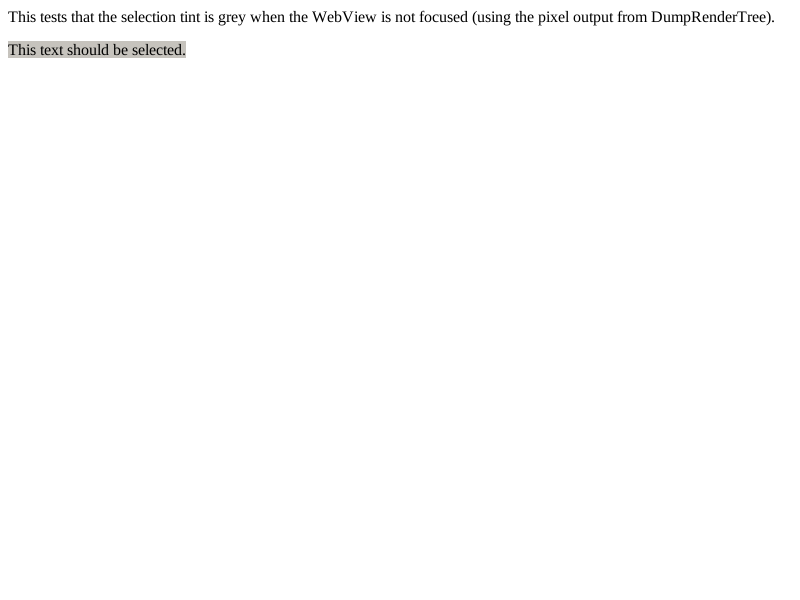 This tests that the selection tint is grey when the WebView is not focused (using the pixel output from DumpRenderTree).
This text should be selected.